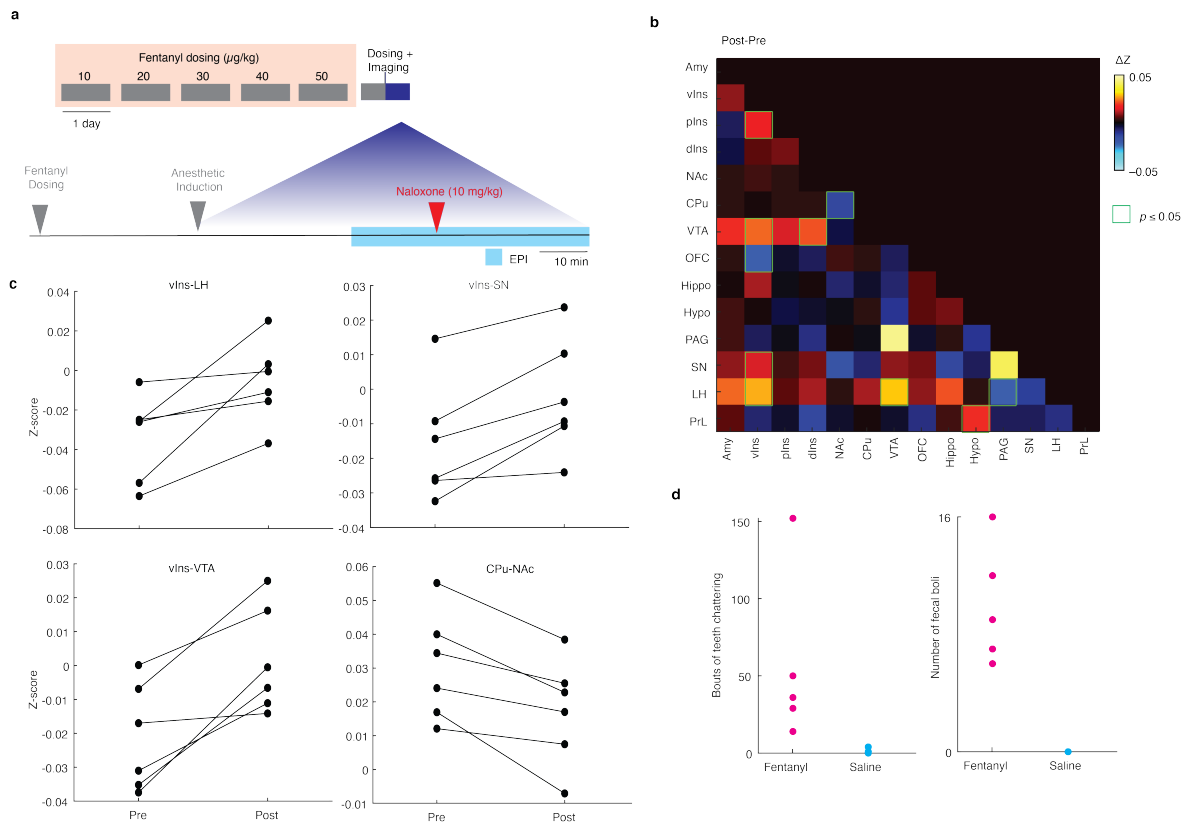 a
Fentanyl dosing (µg/kg)
10 20 30 40 50
1 day
Dosing +
Imaging
Fentanyl
Dosing
Anesthetic
Induction
Naloxone (10 mg/kg)
EPI
10 min
b
Post-Pre
Amy
vIns
pIns
dIns
NAc
CPu
VTA
OFC
Hippo
Hypo
PAG
SN
LH
PrL
Amy vIns pIns dIns NAc CPu VTA OFC Hippo Hypo PAG SN LH PrL
ΔZ
0.05
−0.05
p ≤ 0.05
c
vIns-LH
Z-score
0.04
0.02
0
-0.02
-0.04
-0.06
-0.08
vIns-SN
0.03
0.02
0.01
0
-0.01
-0.02
-0.03
-0.04
vIns-VTA
Z-score
0.03
0.02
0.01
0
-0.01
-0.02
-0.03
-0.04
Pre Post
CPu-NAc
0.06
0.05
0.04
0.03
0.02
0.01
0
-0.01
Pre Post
d
Bouts of teeth chattering
150
100
50
0
Fentanyl Saline
Number of fecal boli
16
0
Fentanyl Saline